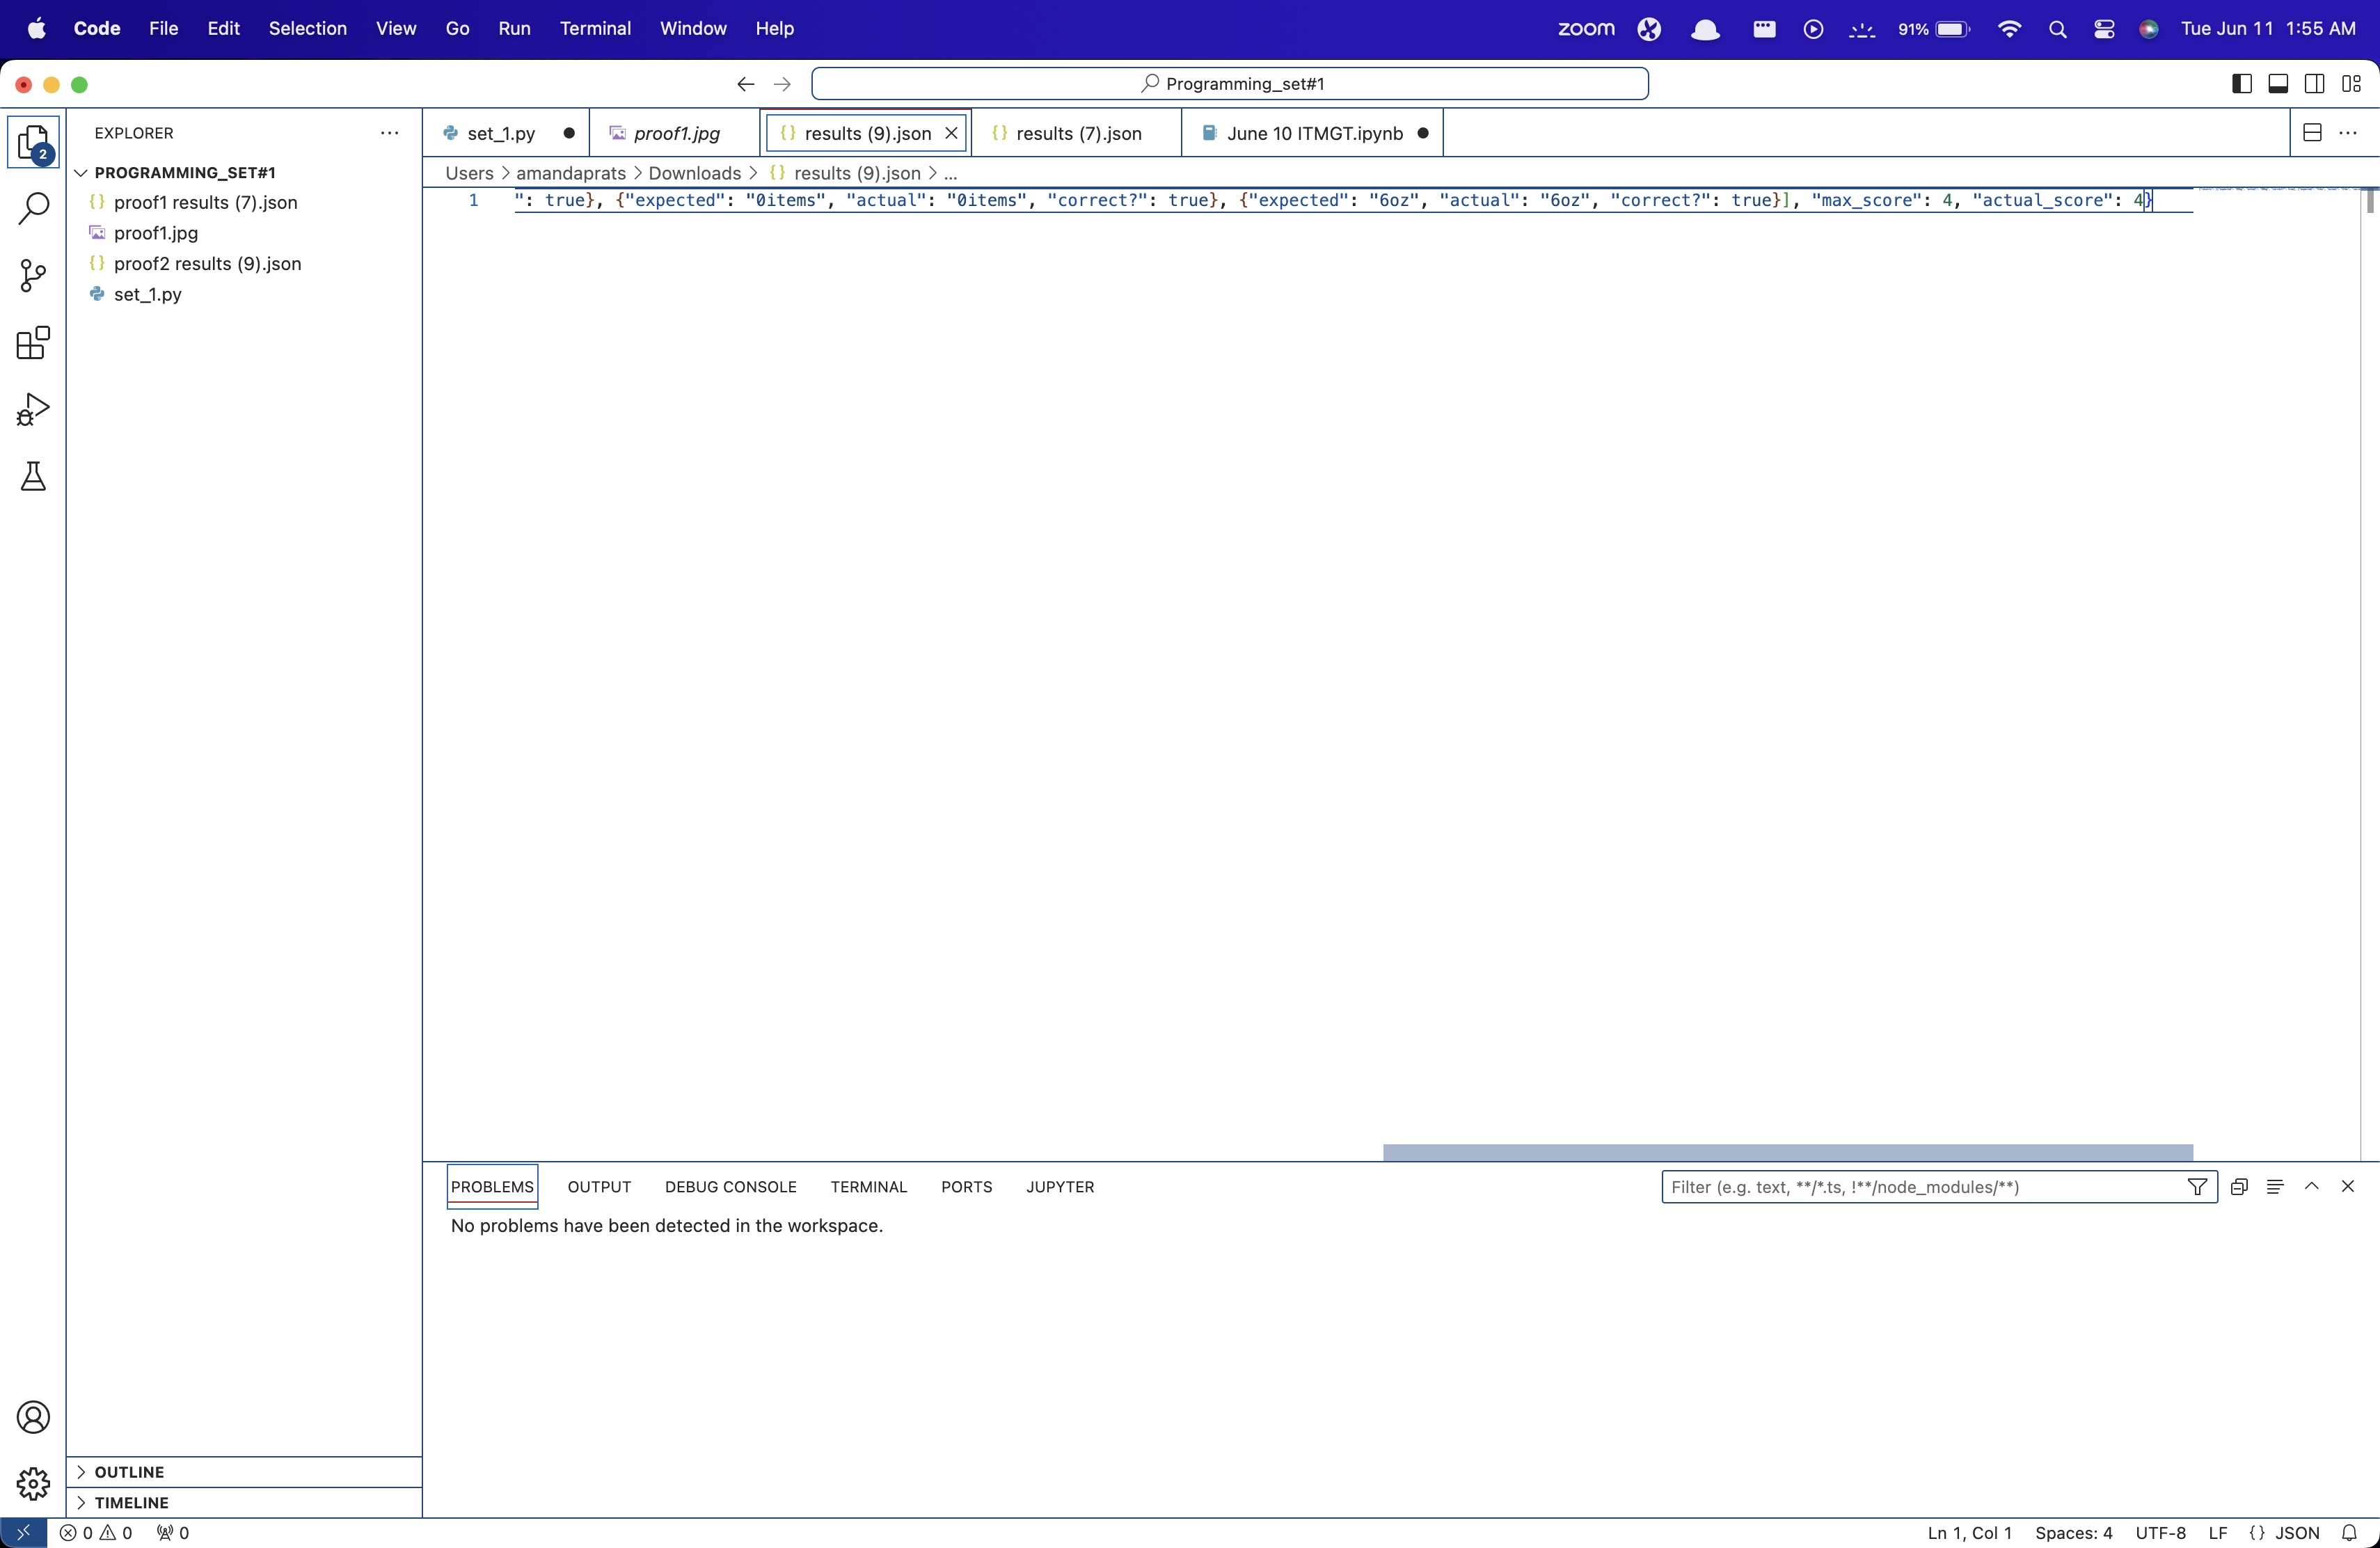 Code File Edit Selection View Go Run Terminal Window Help zoom 91% Tue Jun 11 1:55 AM
Programming_set#1
EXPLORER
PROGRAMMING_SET#1
proof1 results (7).json
proof1.jpg
proof2 results (9).json
set_1.py
OUTLINE
TIMELINE
2
set_1.py proof1.jpg {} results (9).json {} results (7).json June 10 ITMGT.ipynb
Users > amandaprats > Downloads > {} results (9).json > ...
1 ": true}, {"expected": "0items", "actual": "0items", "correct?": true}, {"expected": "6oz", "actual": "6oz", "correct?": true}], "max_score": 4, "actual_score": 4}
PROBLEMS OUTPUT DEBUG CONSOLE TERMINAL PORTS JUPYTER Filter (e.g. text, **/*.ts, !**/node_modules/**)
No problems have been detected in the workspace.
0 0 0 Ln 1, Col 1 Spaces: 4 UTF-8 LF {} JSON